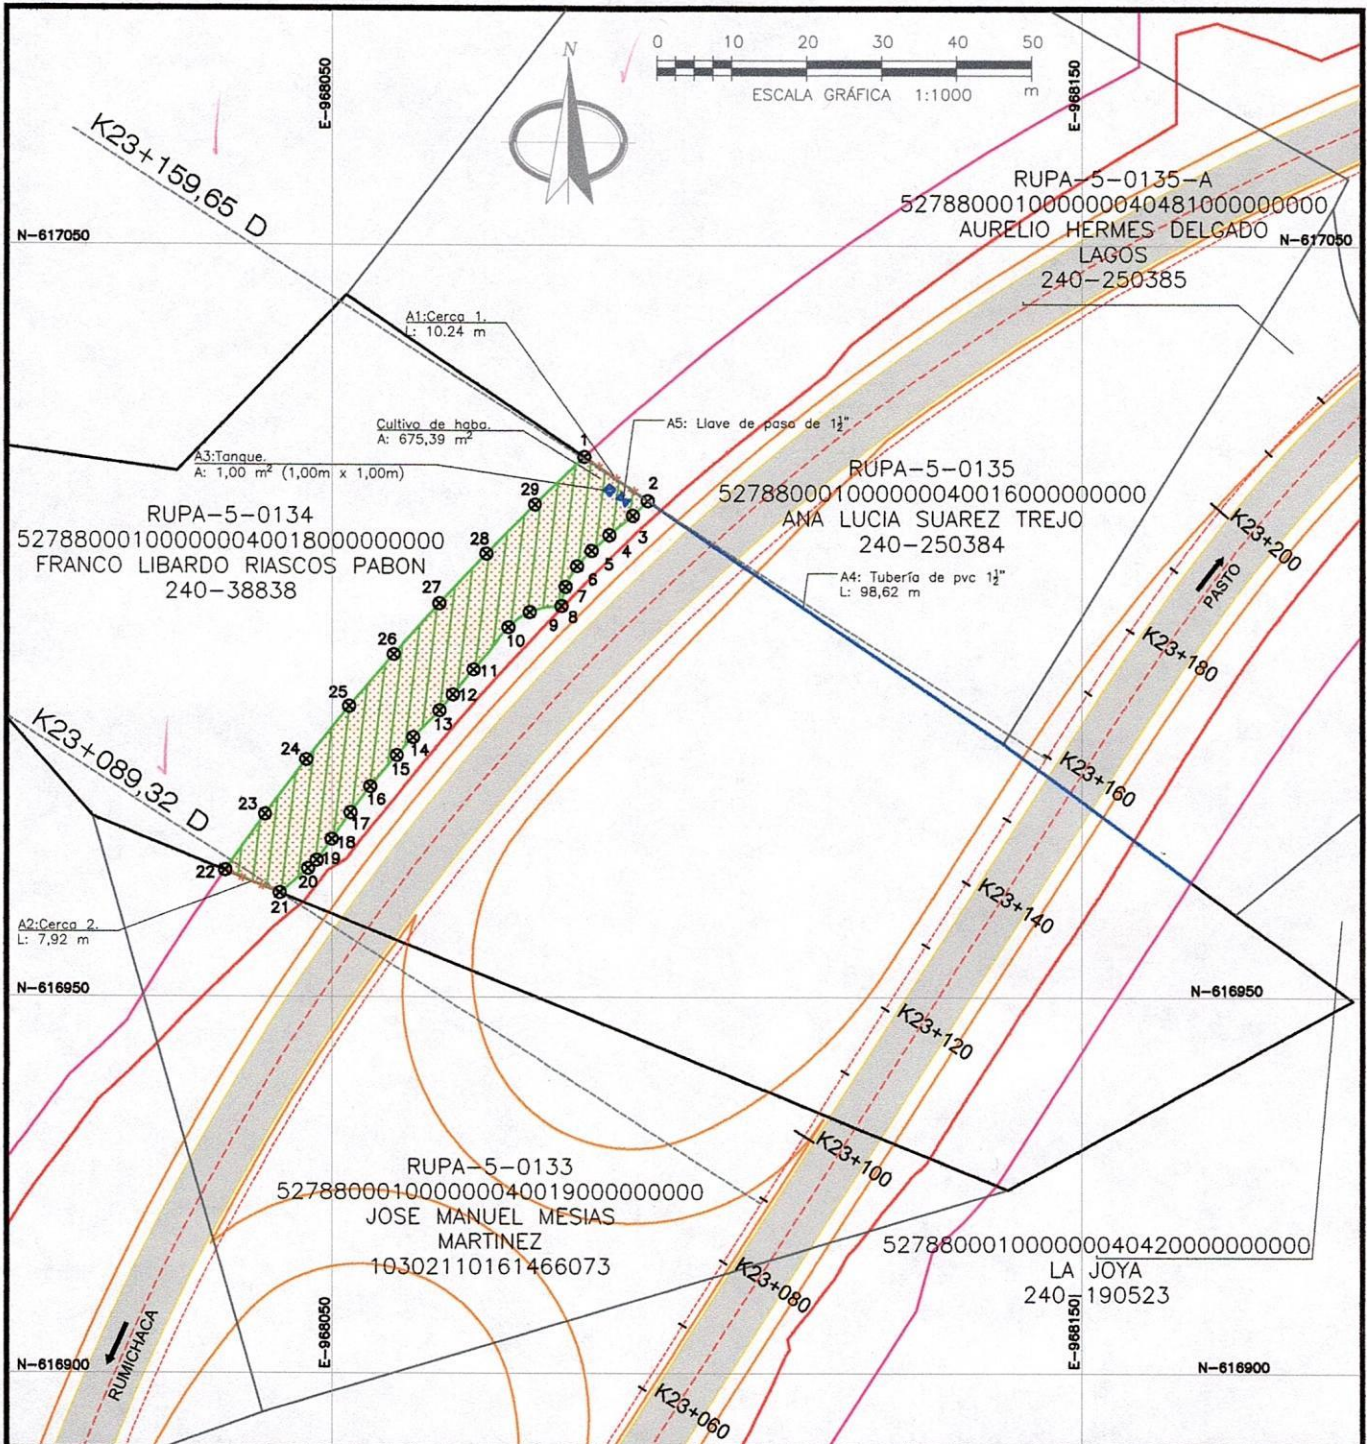 N
0 10 20 30 40 50
ESCALA GRÁFICA 1:1000 m
E-968050
E-968150
K23+159,65 D
RUPA-5-0135-A
527880001000000040481000000000
AURELIO HERMES DELGADO
LAGOS
240-250385
N-617050
N-617050
A1:Cerca 1.
L: 10.24 m
Cultivo de haba.
A: 675,39 m²
A5: Llave de paso de 1½"
A3:Tanque.
A: 1,00 m² (1,00m x 1,00m)
RUPA-5-0134
527880001000000040018000000000
FRANCO LIBARDO RIASCOS PABON
240-38838
RUPA-5-0135
527880001000000040016000000000
ANA LUCIA SUAREZ TREJO
240-250384
A4: Tubería de pvc 1½"
L: 98,62 m
1
2
3
4
5
6
7
8
9
10
11
12
13
14
15
16
17
18
19
20
21
22
23
24
25
26
27
28
29
K23+200
PASTO
K23+180
K23+160
K23+140
K23+120
K23+100
K23+080
K23+060
K23+089,32 D
A2:Cerca 2.
L: 7,92 m
N-616950
N-616950
RUPA-5-0133
527880001000000040019000000000
JOSE MANUEL MESIAS
MARTINEZ
10302110161466073
527880001000000040420000000000
LA JOYA
240-190523
RUMICHACA
E-968050
E-968150
N-616900
N-616900